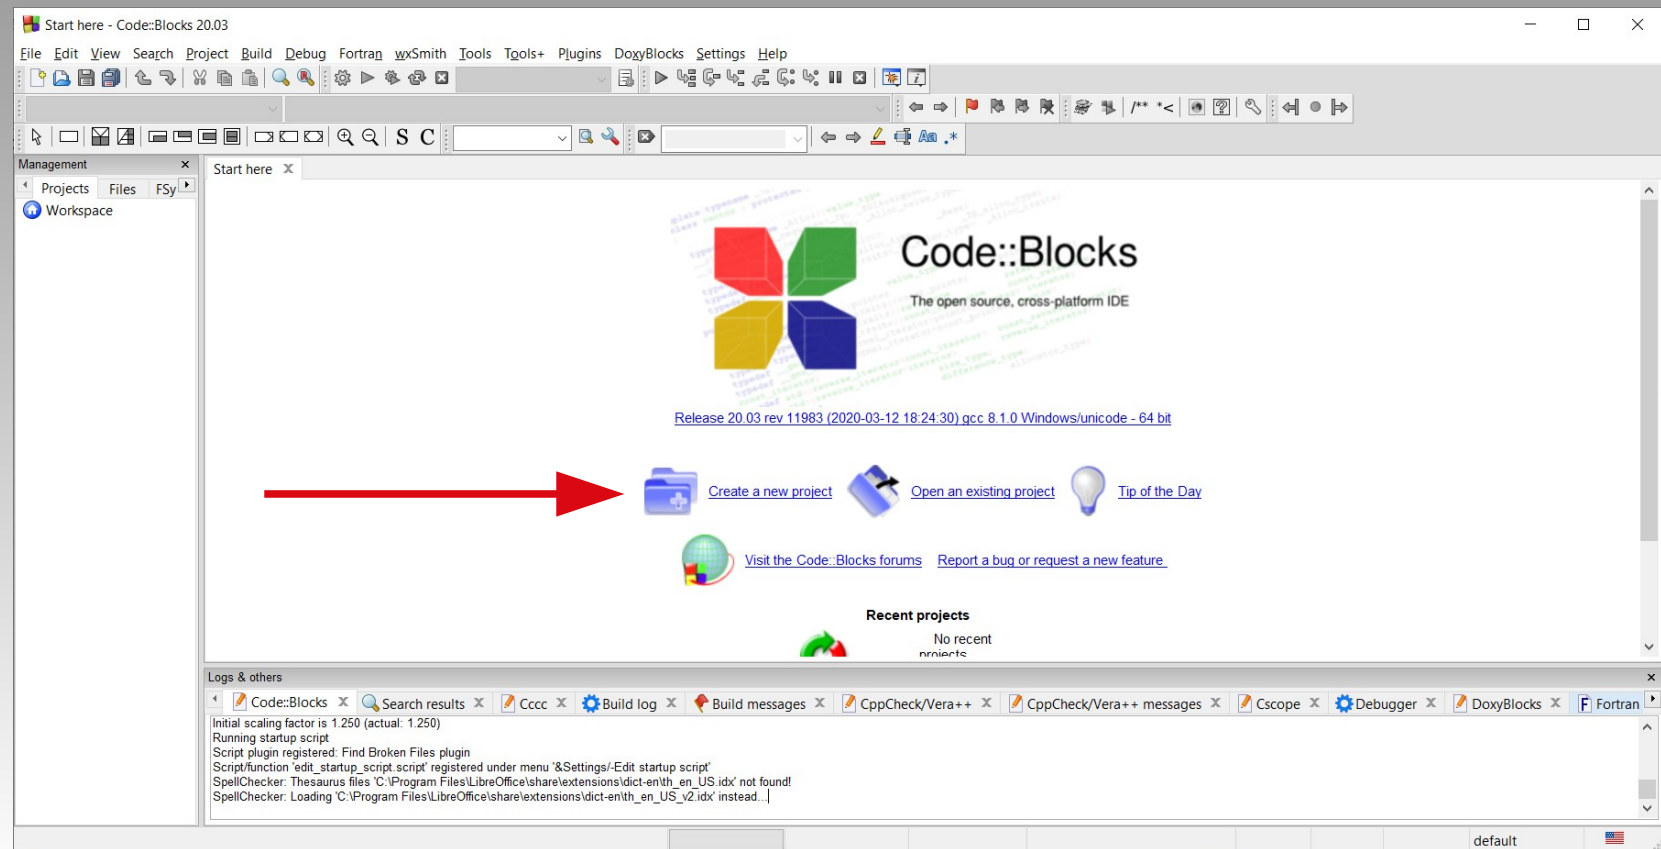 Start here - Code::Blocks 20.03
File Edit View Search Project Build Debug Fortran wxSmith Tools Tools+ Plugins DoxyBlocks Settings Help
/** *<
S C
Aa .*
Management x
Start here X
Projects Files FSy
Workspace
Code::Blocks
The open source, cross-platform IDE
Release 20.03 rev 11983 (2020-03-12 18:24:30) gcc 8.1.0 Windows/unicode - 64 bit
Create a new project Open an existing project Tip of the Day
Visit the Code::Blocks forums Report a bug or request a new feature
Recent projects
No recent
projects
Logs & others
Code::Blocks X Search results X Cccc X Build log X Build messages X CppCheck/Vera++ X CppCheck/Vera++ messages X Cscope X Debugger X DoxyBlocks X F Fortran
Initial scaling factor is 1.250 (actual: 1.250)
Running startup script
Script plugin registered: Find Broken Files plugin
Script/function 'edit_startup_script.script' registered under menu '&Settings/-Edit startup script'
SpellChecker: Thesaurus files 'C:\Program Files\LibreOffice\share\extensions\dict-en\th_en_US.idx' not found!
SpellChecker: Loading 'C:\Program Files\LibreOffice\share\extensions\dict-en\th_en_US_v2.idx' instead...
default